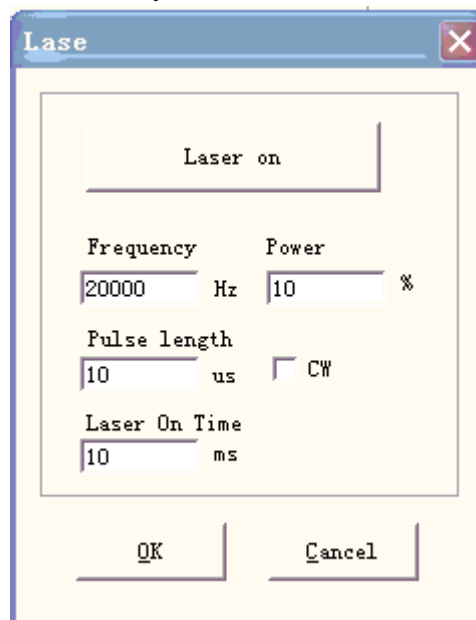 Lase
Laser on
Frequency Power
20000 Hz 10 %
Pulse length
10 us CW
Laser On Time
10 ms
OK Cancel